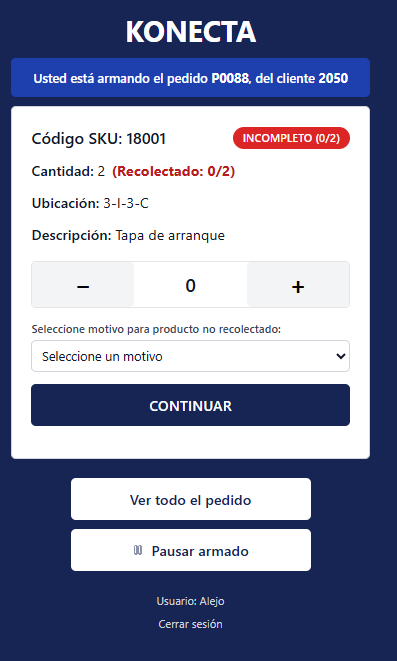 KONECTA
Usted está armando el pedido P0088, del cliente 2050
Código SKU: 18001
INCOMPLETO (0/2)
Cantidad: 2 (Recolectado: 0/2)
Ubicación: 3-I-3-C
Descripción: Tapa de arranque
− 0 +
Seleccione motivo para producto no recolectado:
Seleccione un motivo
CONTINUAR
Ver todo el pedido
Pausar armado
Usuario: Alejo
Cerrar sesión